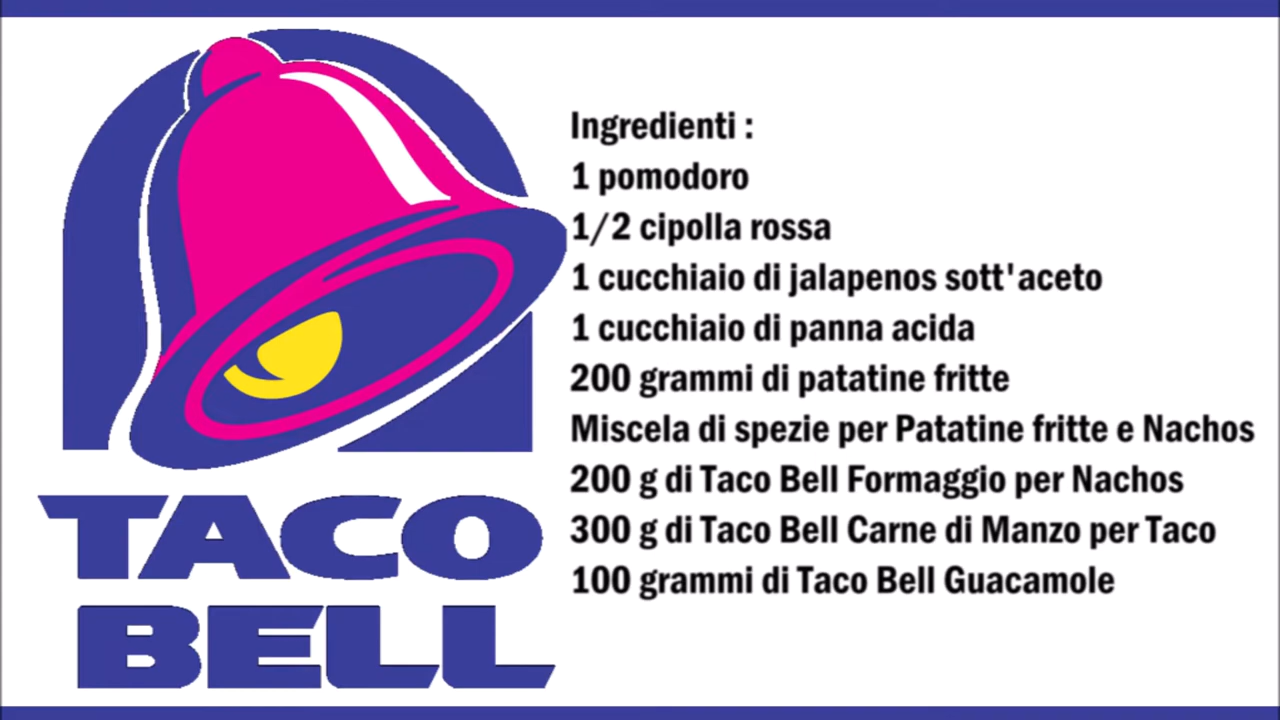 TACO
BELL
Ingredienti :
1 pomodoro
1/2 cipolla rossa
1 cucchiaio di jalapenos sott'aceto
1 cucchiaio di panna acida
200 grammi di patatine fritte
Miscela di spezie per Patatine fritte e Nachos
200 g di Taco Bell Formaggio per Nachos
300 g di Taco Bell Carne di Manzo per Taco
100 grammi di Taco Bell Guacamole